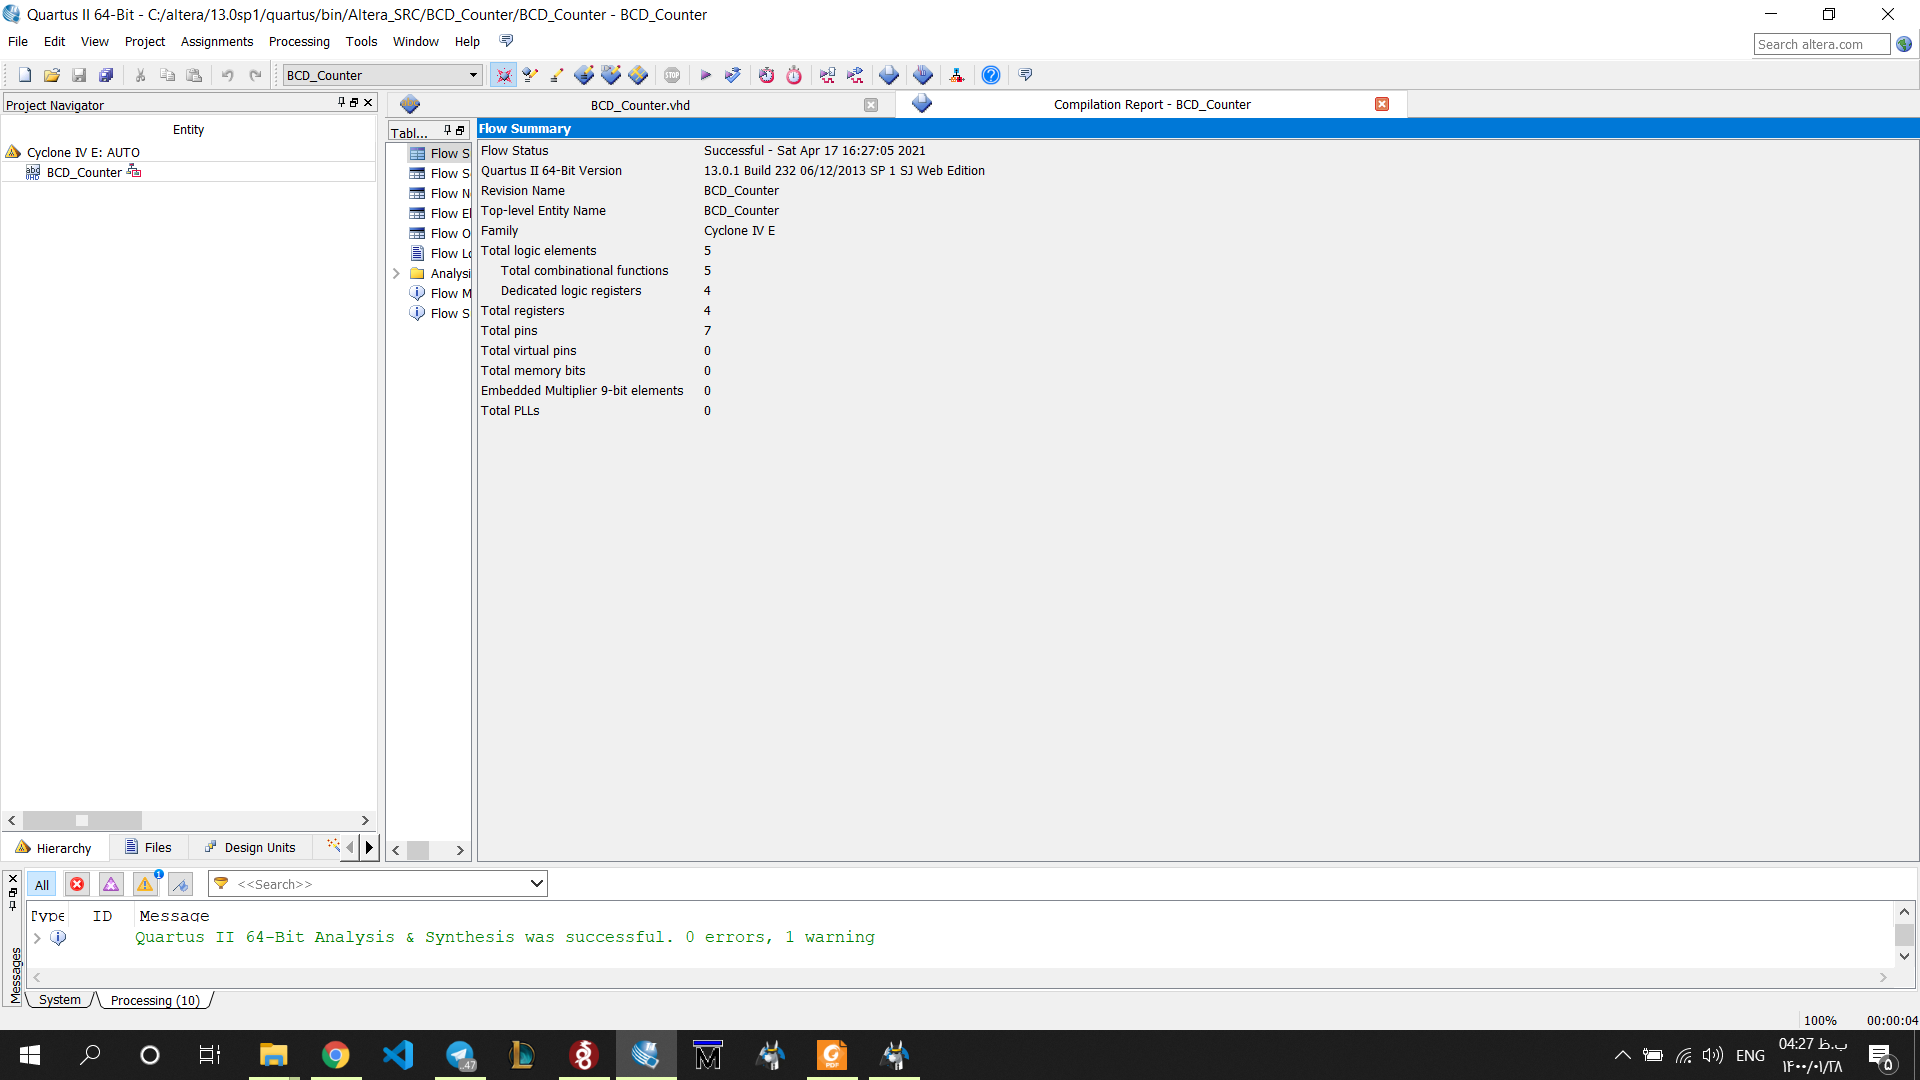 Quartus II 64-Bit - C:/altera/13.0sp1/quartus/bin/Altera_SRC/BCD_Counter/BCD_Counter - BCD_Counter
File Edit View Project Assignments Processing Tools Window Help
Search altera.com
BCD_Counter
STOP
Project Navigator
BCD_Counter.vhd
Compilation Report - BCD_Counter
Entity
Cyclone IV E: AUTO
BCD_Counter
Tabl...
Flow S
Flow S
Flow N
Flow El
Flow O
Flow Lo
Analysi
Flow M
Flow S
Flow Summary
Flow Status Successful - Sat Apr 17 16:27:05 2021
Quartus II 64-Bit Version 13.0.1 Build 232 06/12/2013 SP 1 SJ Web Edition
Revision Name BCD_Counter
Top-level Entity Name BCD_Counter
Family Cyclone IV E
Total logic elements 5
Total combinational functions 5
Dedicated logic registers 4
Total registers 4
Total pins 7
Total virtual pins 0
Total memory bits 0
Embedded Multiplier 9-bit elements 0
Total PLLs 0
Hierarchy Files Design Units
All 1 <<Search>>
Type ID Message
Quartus II 64-Bit Analysis & Synthesis was successful. 0 errors, 1 warning
Messages
System Processing (10)
100% 00:00:04
47
PDF
ENG
04:27 ب.ظ
۱۴۰۰/۰۱/۲۸
۵